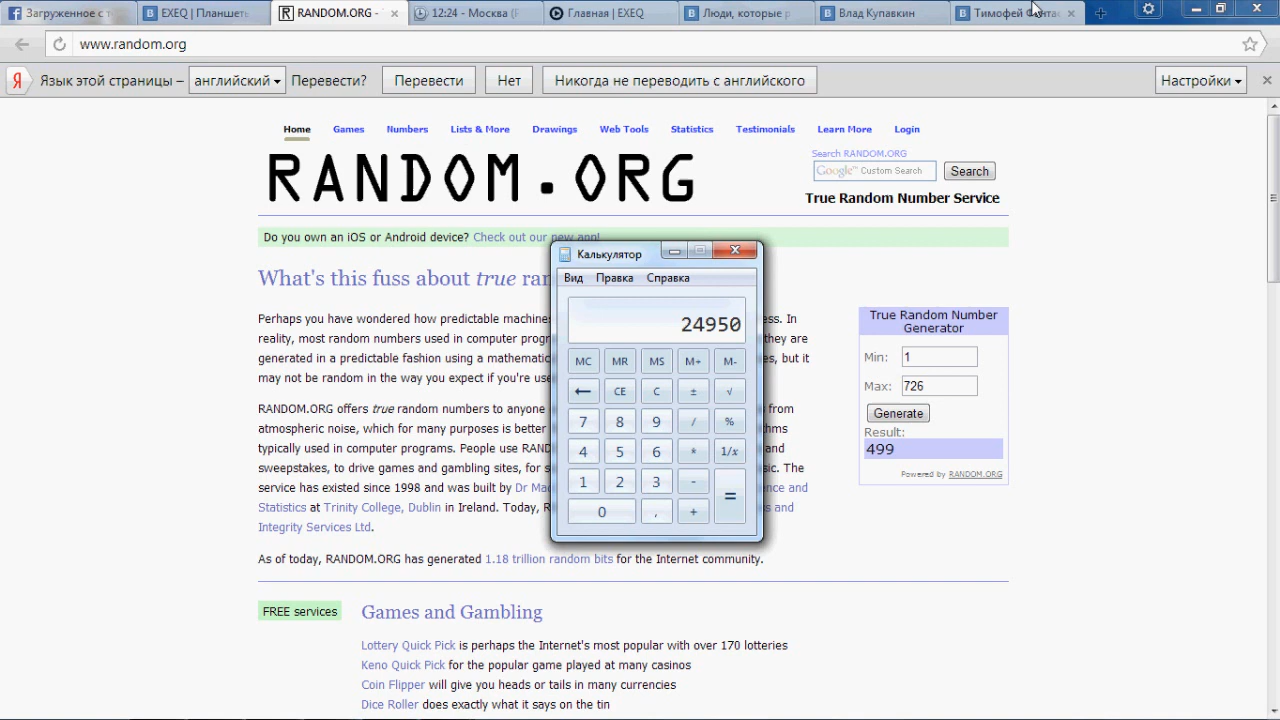 Загруженное с т
EXEQ | Планшеть
RANDOM.ORG -
12:24 - Москва (Е
Главная | EXEQ
Люди, которые р
Влад Купавкин
Тимофей
www.random.org
Язык этой страницы – английский Перевести? Перевести Нет Никогда не переводить с английского Настройки
Home Games Numbers Lists & More Drawings Web Tools Statistics Testimonials Learn More Login
RANDOM.ORG
Search RANDOM.ORG
Google™ Custom Search Search
True Random Number Service
Do you own an iOS or Android device? Check out our new app!
What's this fuss about true ran
Perhaps you have wondered how predictable machines
ess. In
reality, most random numbers used in computer prog
they are
generated in a predictable fashion using a mathematic
es, but it
may not be random in the way you expect if you're use
RANDOM.ORG offers true random numbers to anyone
from
atmospheric noise, which for many purposes is better
thms
typically used in computer programs. People use RAND
and
sweepstakes, to drive games and gambling sites, for s
sic. The
service has existed since 1998 and was built by Dr Mad
nce and
Statistics at Trinity College, Dublin in Ireland. Today, R
s and
Integrity Services Ltd.
As of today, RANDOM.ORG has generated 1.18 trillion random bits for the Internet community.
Калькулятор
Вид Правка Справка
24950
MC MR MS M+ M-
← CE C ± √
7 8 9 / %
4 5 6 * 1/x
1 2 3 - =
0 , +
True Random Number
Generator
Min: 1
Max: 726
Generate
Result:
499
Powered by RANDOM.ORG
FREE services
Games and Gambling
Lottery Quick Pick is perhaps the Internet's most popular with over 170 lotteries
Keno Quick Pick for the popular game played at many casinos
Coin Flipper will give you heads or tails in many currencies
Dice Roller does exactly what it says on the tin